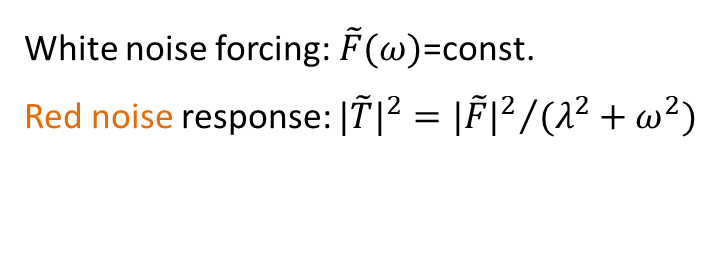 White noise forcing: F̃(ω)=const.
Red noise response: |T̃|² = |F̃|²/(λ² + ω²)